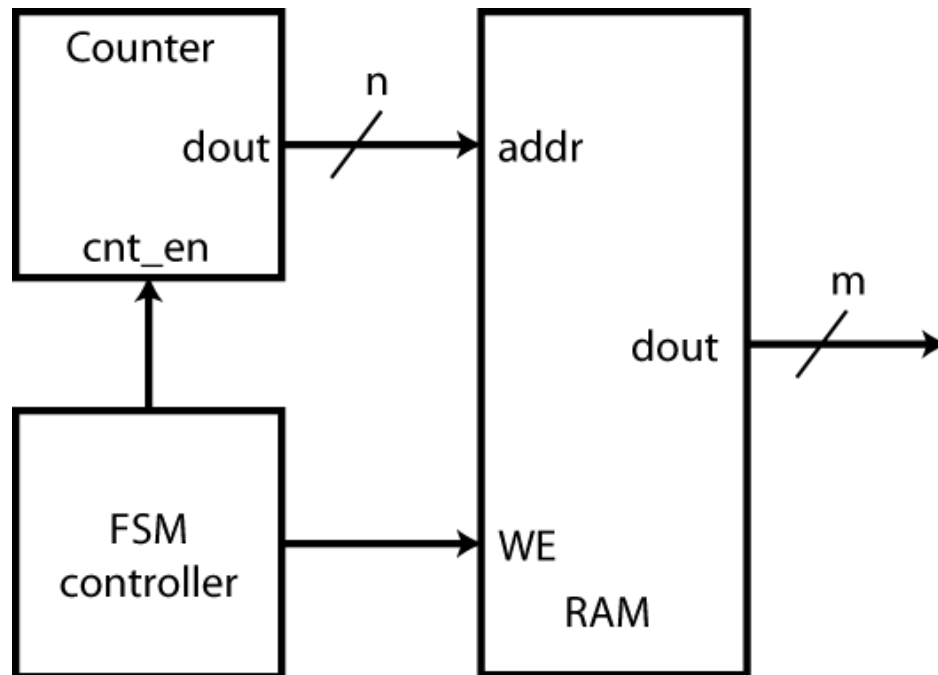 Counter
n
dout
addr
cnt_en
m
dout
FSM
controller
WE
RAM